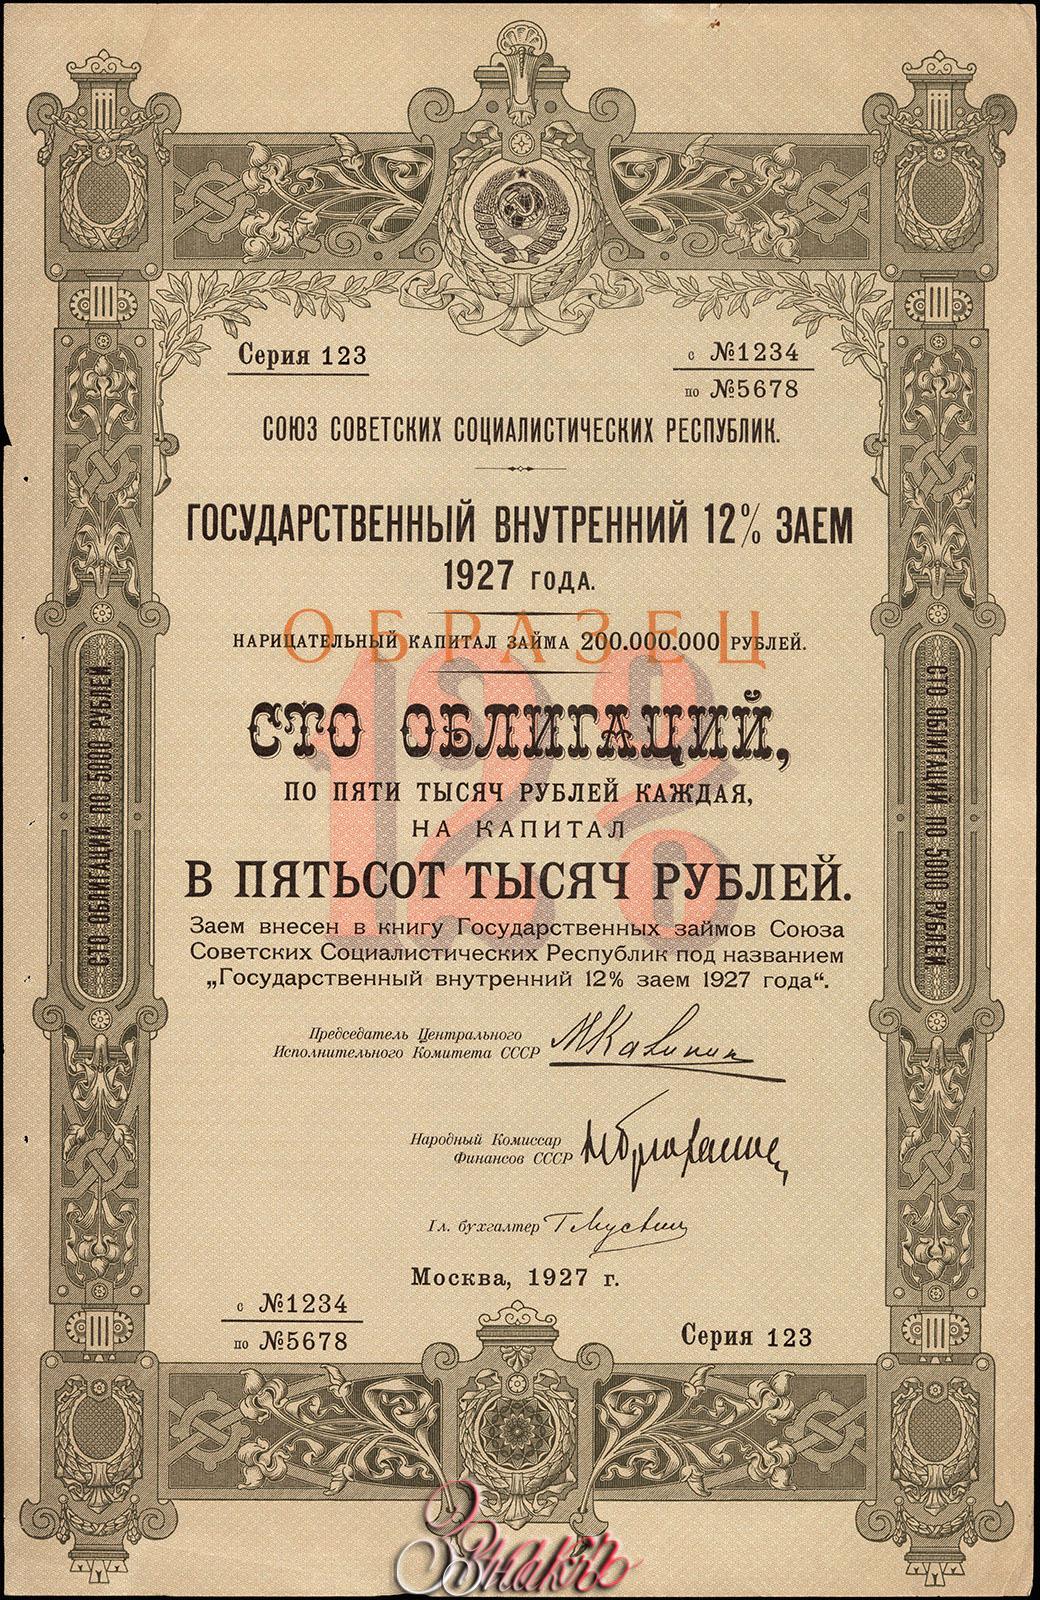 Серия 123
с №1234
по №5678
СОЮЗ СОВЕТСКИХ СОЦИАЛИСТИЧЕСКИХ РЕСПУБЛИК.
ГОСУДАРСТВЕННЫЙ ВНУТРЕННИЙ 12% ЗАЕМ
1927 ГОДА.
ОБРАЗЕЦ
НАРИЦАТЕЛЬНЫЙ КАПИТАЛ ЗАЙМА 200.000.000 РУБЛЕЙ.
12%
СТО ОБЛИГАЦИЙ,
ПО ПЯТИ ТЫСЯЧ РУБЛЕЙ КАЖДАЯ,
НА КАПИТАЛ
В ПЯТЬСОТ ТЫСЯЧ РУБЛЕЙ.
Заем внесен в книгу Государственных займов Союза
Советских Социалистических Республик под названием
„Государственный внутренний 12% заем 1927 года“.
Председатель Центрального
Исполнительного Комитета СССР
МКалинин
Народный Комиссар
Финансов СССР
Гл. бухгалтер
Москва, 1927 г.
с №1234
по №5678
Серия 123
СТО ОБЛИГАЦИЙ ПО 5000 РУБЛЕЙ
СТО ОБЛИГАЦИЙ ПО 5000 РУБЛЕЙ
Знакъ